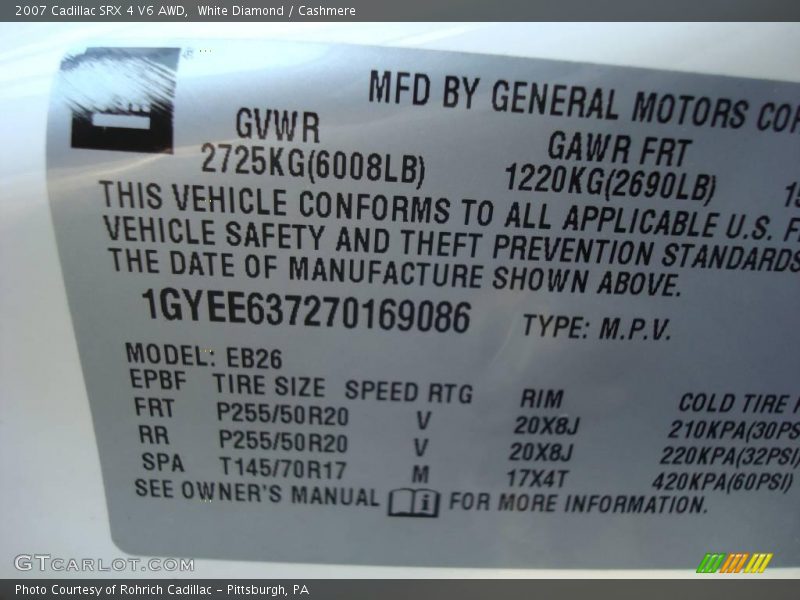 2007 Cadillac SRX 4 V6 AWD, White Diamond / Cashmere
MFD BY GENERAL MOTORS COR
GVWR
GAWR FRT
2725KG(6008LB)
1220KG(2690LB)
THIS VEHICLE CONFORMS TO ALL APPLICABLE U.S. F
VEHICLE SAFETY AND THEFT PREVENTION STANDARDS
THE DATE OF MANUFACTURE SHOWN ABOVE.
1GYEE637270169086 TYPE: M.P.V.
MODEL: EB26
EPBF TIRE SIZE SPEED RTG RIM COLD TIRE
FRT P255/50R20 V 20X8J 210KPA(30PS
RR P255/50R20 V 20X8J 220KPA(32PSI)
SPA T145/70R17 M 17X4T 420KPA(60PSI)
SEE OWNER'S MANUAL i FOR MORE INFORMATION.
GTCARLOT.COM
Photo Courtesy of Rohrich Cadillac - Pittsburgh, PA